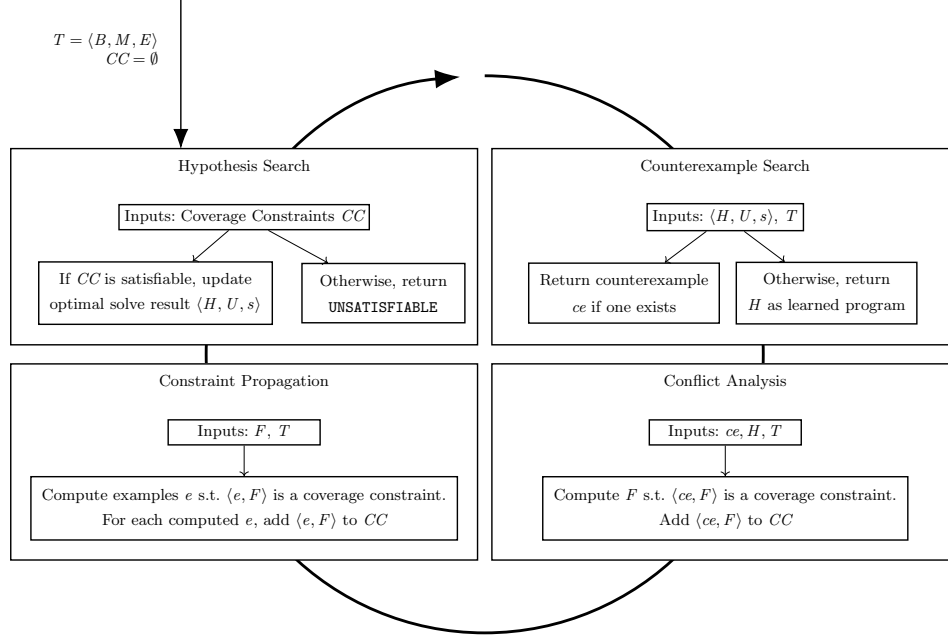 T = ⟨B, M, E⟩
CC = ∅
Hypothesis Search
Inputs: Coverage Constraints CC
If CC is satisfiable, update
optimal solve result ⟨H, U, s⟩
Otherwise, return
UNSATISFIABLE
Counterexample Search
Inputs: ⟨H, U, s⟩, T
Return counterexample
ce if one exists
Otherwise, return
H as learned program
Constraint Propagation
Inputs: F, T
Compute examples e s.t. ⟨e, F⟩ is a coverage constraint.
For each computed e, add ⟨e, F⟩ to CC
Conflict Analysis
Inputs: ce, H, T
Compute F s.t. ⟨ce, F⟩ is a coverage constraint.
Add ⟨ce, F⟩ to CC